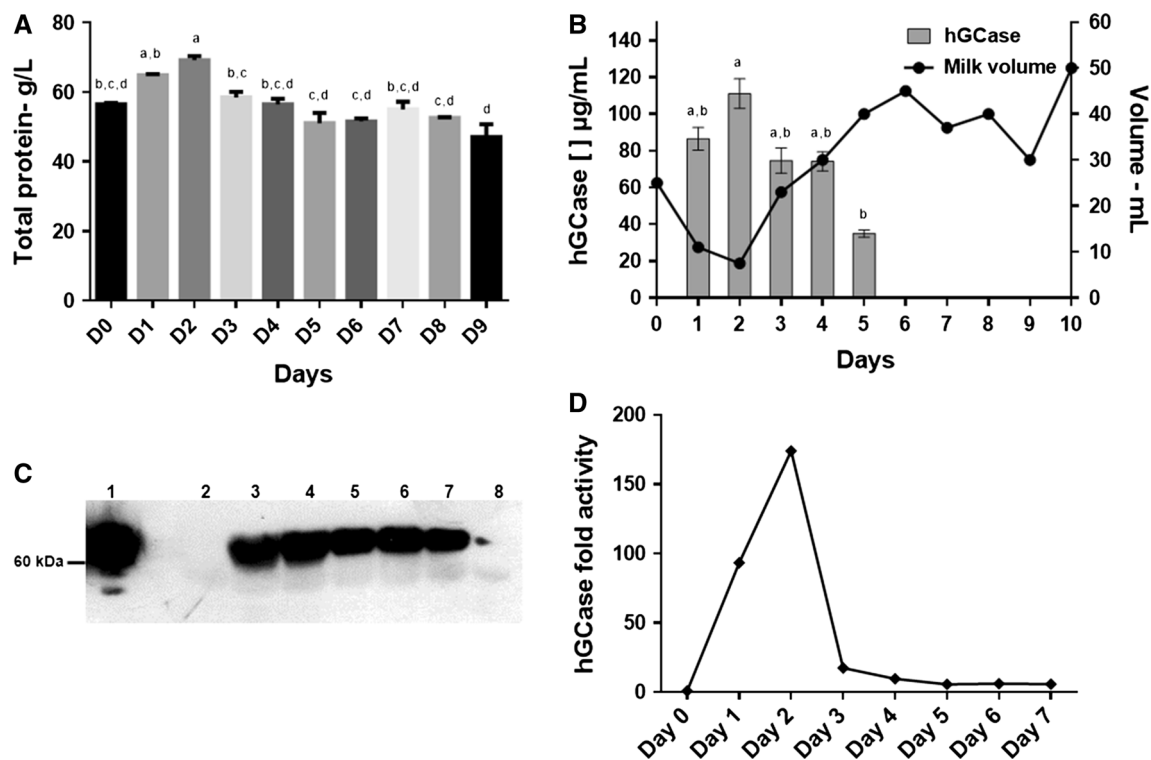 A
Total protein- g/L
80
60
40
20
0
b,c,d
a,b
a
b,c
b,c,d
c,d
c,d
b,c,d
c,d
d
D0 D1 D2 D3 D4 D5 D6 D7 D8 D9
Days
B
hGCase [ ] µg/mL
140
120
100
80
60
40
20
0
hGCase
Milk volume
a,b
a
a,b
a,b
b
60
50
40
30
20
10
0
Volume - mL
0 1 2 3 4 5 6 7 8 9 10
Days
C
1 2 3 4 5 6 7 8
60 kDa
D
hGCase fold activity
200
150
100
50
0
Day 0 Day 1 Day 2 Day 3 Day 4 Day 5 Day 6 Day 7